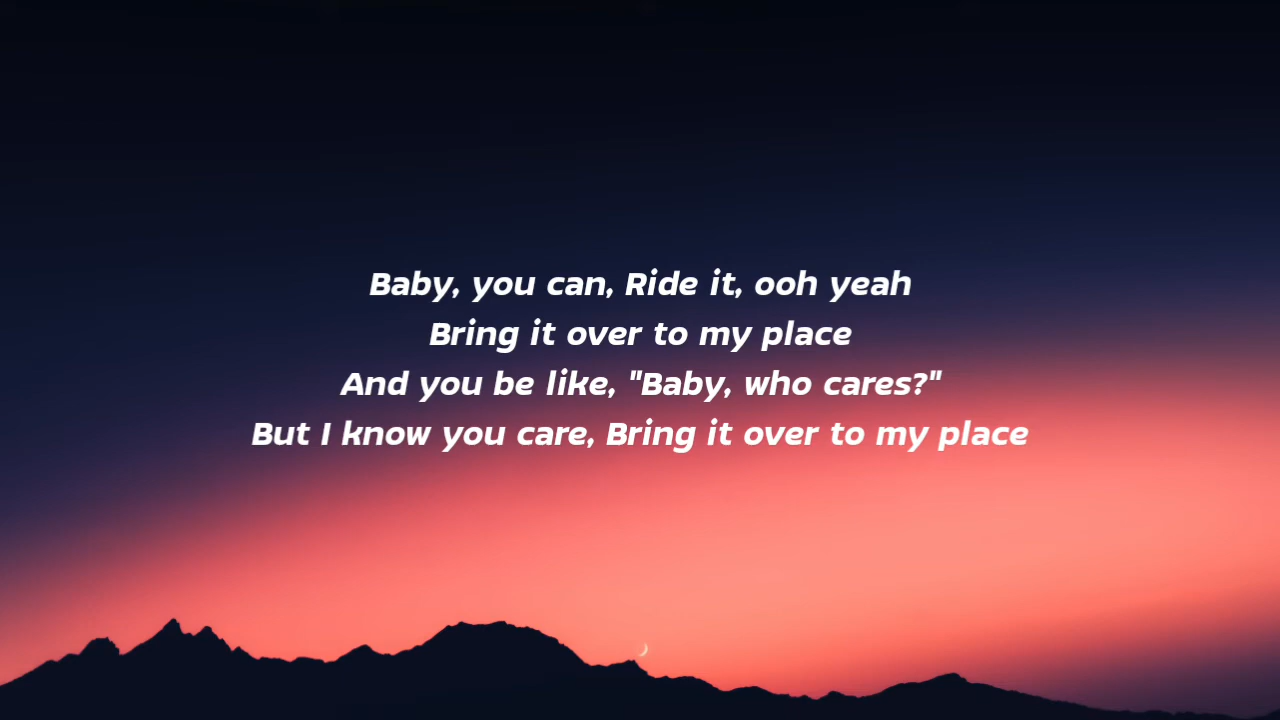 Baby, you can, Ride it, ooh yeah
Bring it over to my place
And you be like, "Baby, who cares?"
But I know you care, Bring it over to my place